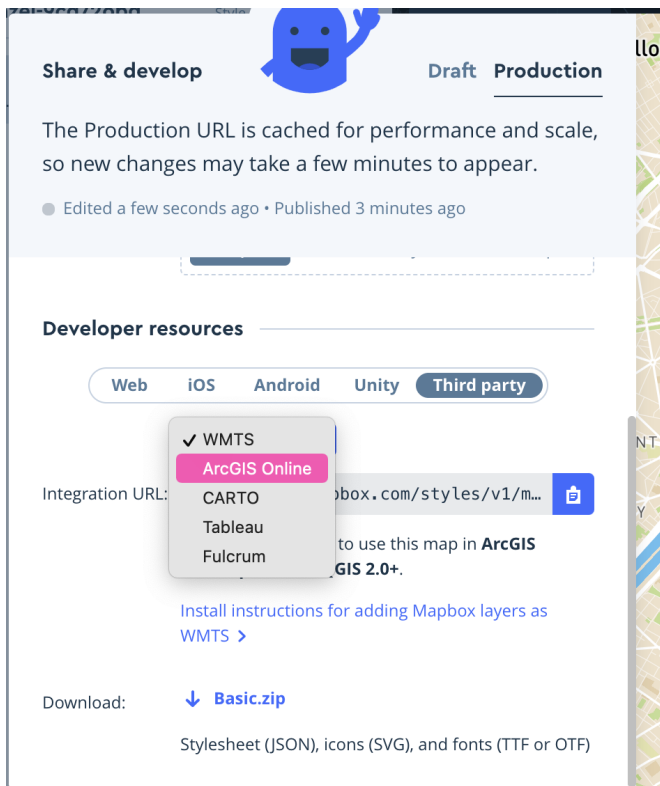 Style
llo
Share & develop
Draft Production
The Production URL is cached for performance and scale,
so new changes may take a few minutes to appear.
Edited a few seconds ago • Published 3 minutes ago
Developer resources
Web iOS Android Unity Third party
✓ WMTS
ArcGIS Online
CARTO
Tableau
Fulcrum
NT
Integration URL: box.com/styles/v1/m...
Y
to use this map in ArcGIS
GIS 2.0+.
Install instructions for adding Mapbox layers as
WMTS >
Download: Basic.zip
Stylesheet (JSON), icons (SVG), and fonts (TTF or OTF)